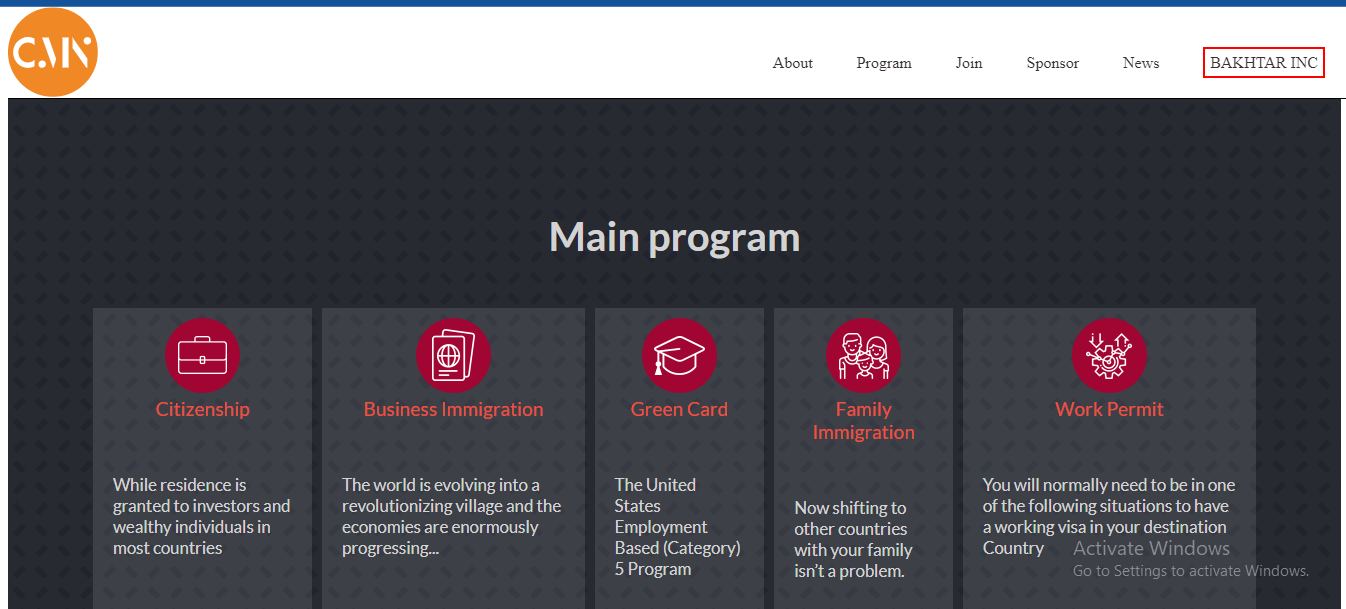 CMN
About Program Join Sponsor News BAKHTAR INC
Main program
Citizenship
While residence is
granted to investors and
wealthy individuals in
most countries
Business Immigration
The world is evolving into a
revolutionizing village and the
economies are enormously
progressing...
Green Card
The United
States
Employment
Based (Category)
5 Program
Family
Immigration
Now shifting to
other countries
with your family
isn't a problem.
Work Permit
You will normally need to be in one
of the following situations to have
a working visa in your destination
Country
Activate Windows
Go to Settings to activate Windows.